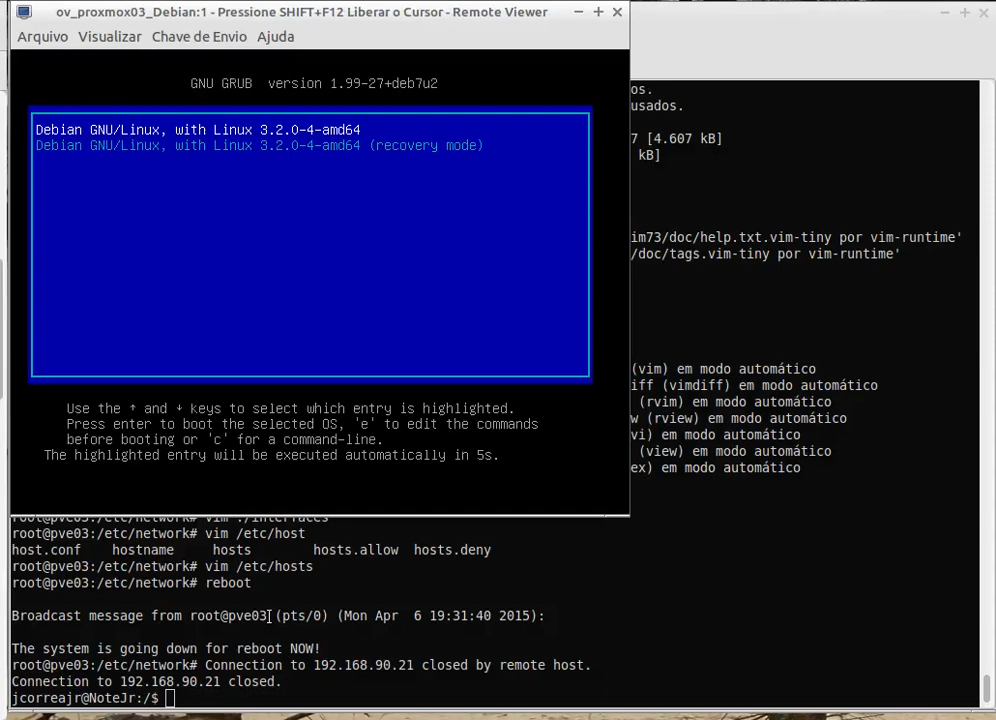 ov_proxmox03_Debian:1 - Pressione SHIFT+F12 Liberar o Cursor - Remote Viewer
Arquivo Visualizar Chave de Envio Ajuda
GNU GRUB version 1.99-27+deb7u2
Debian GNU/Linux, with Linux 3.2.0-4-amd64
Debian GNU/Linux, with Linux 3.2.0-4-amd64 (recovery mode)
Use the ↑ and ↓ keys to select which entry is highlighted.
Press enter to boot the selected OS, 'e' to edit the commands
before booting or 'c' for a command-line.
The highlighted entry will be executed automatically in 5s.
os.
usados.
7 [4.607 kB]
kB]
im73/doc/help.txt.vim-tiny por vim-runtime'
/doc/tags.vim-tiny por vim-runtime'
(vim) em modo automático
iff (vimdiff) em modo automático
(rvim) em modo automático
w (rview) em modo automático
vi) em modo automático
(view) em modo automático
ex) em modo automático
root@pve03:/etc/network# vim ./interfaces
root@pve03:/etc/network# vim /etc/host
host.conf hostname hosts hosts.allow hosts.deny
root@pve03:/etc/network# vim /etc/hosts
root@pve03:/etc/network# reboot
Broadcast message from root@pve03 (pts/0) (Mon Apr 6 19:31:40 2015):
The system is going down for reboot NOW!
root@pve03:/etc/network# Connection to 192.168.90.21 closed by remote host.
Connection to 192.168.90.21 closed.
jcorreajr@NoteJr:/$